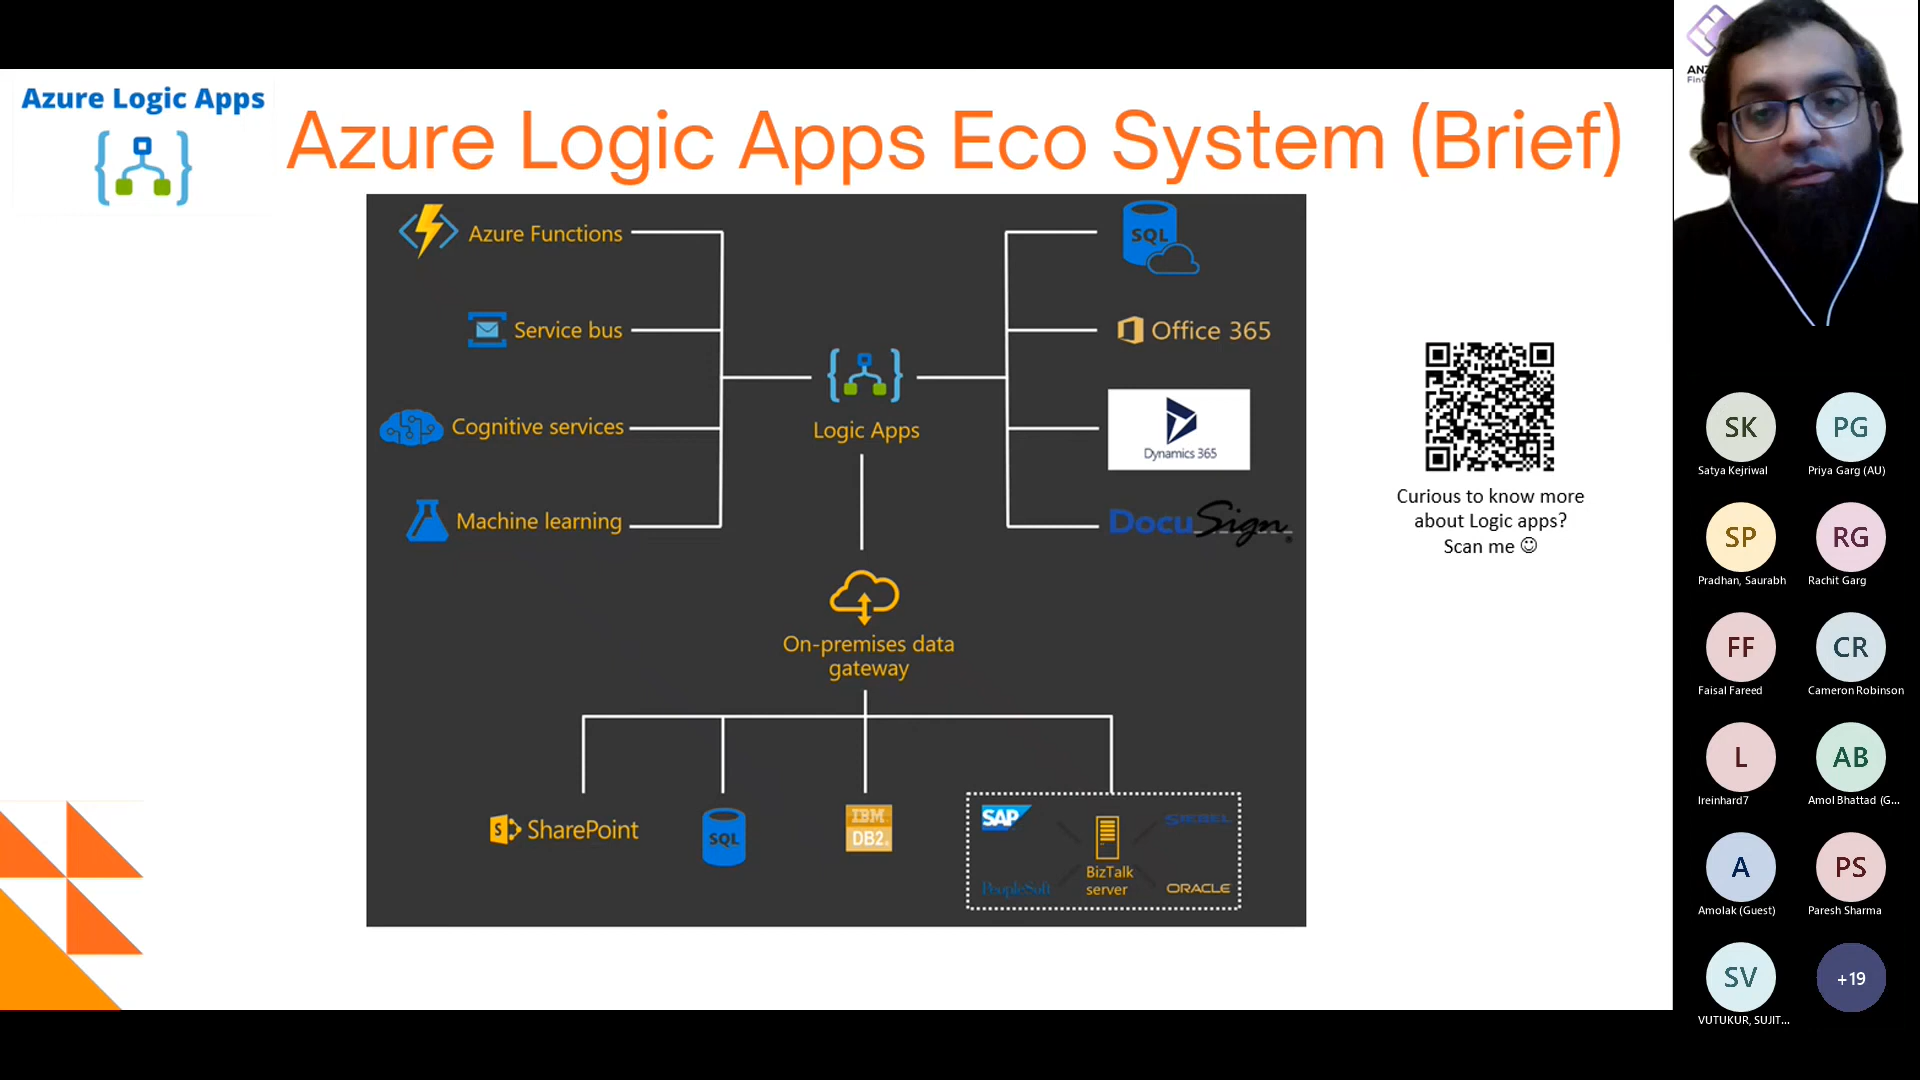 Azure Logic Apps
Azure Logic Apps Eco System (Brief)
Azure Functions
Service bus
Cognitive services
Machine learning
Logic Apps
SQL
Office 365
Dynamics 365
DocuSign
On-premises data
gateway
SharePoint
SQL
IBM
DB2
SAP
SIEBEL
BizTalk
server
PeopleSoft
ORACLE
Curious to know more
about Logic apps?
Scan me ☺
SK
Satya Kejriwal
PG
Priya Garg (AU)
SP
Pradhan, Saurabh
RG
Rachit Garg
FF
Faisal Fareed
CR
Cameron Robinson
L
lreinhard7
AB
Amol Bhattad (G...
A
Amolak (Guest)
PS
Paresh Sharma
SV
VUTUKUR, SUJIT...
+19